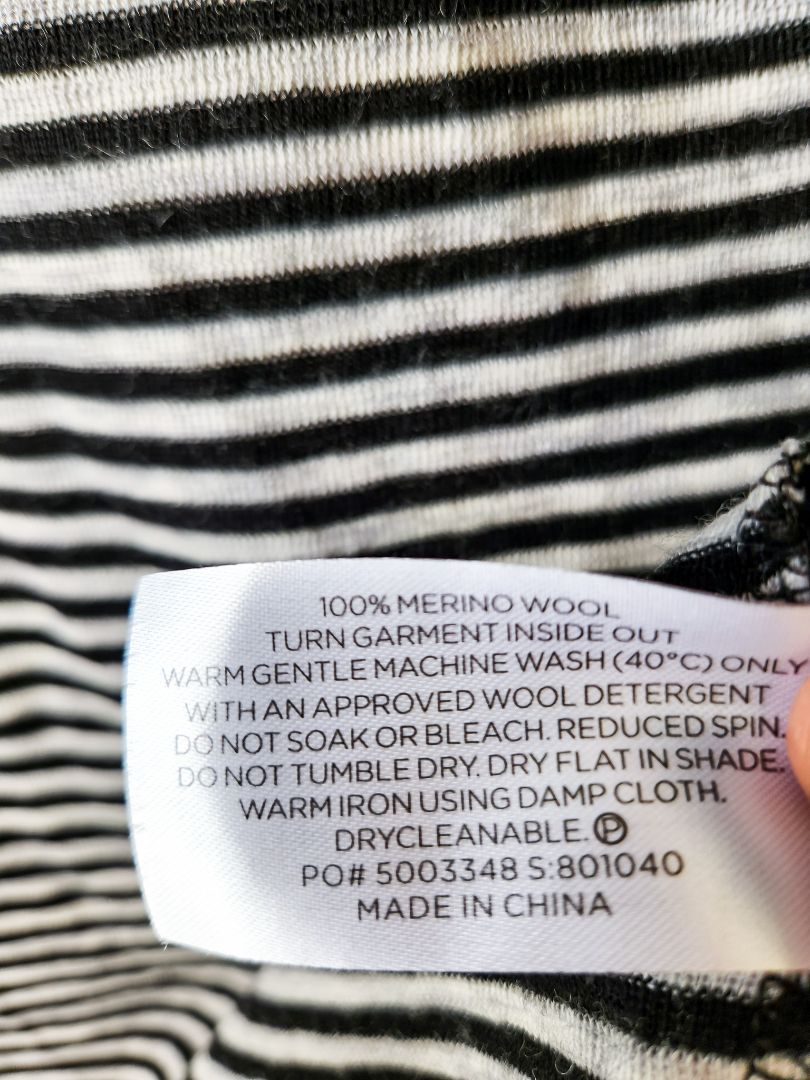 100% MERINO WOOL
TURN GARMENT INSIDE OUT
WARM GENTLE MACHINE WASH (40°C) ONLY
WITH AN APPROVED WOOL DETERGENT
DO NOT SOAK OR BLEACH. REDUCED SPIN.
DO NOT TUMBLE DRY. DRY FLAT IN SHADE.
WARM IRON USING DAMP CLOTH.
DRYCLEANABLE. Ⓟ
PO# 5003348 S:801040
MADE IN CHINA